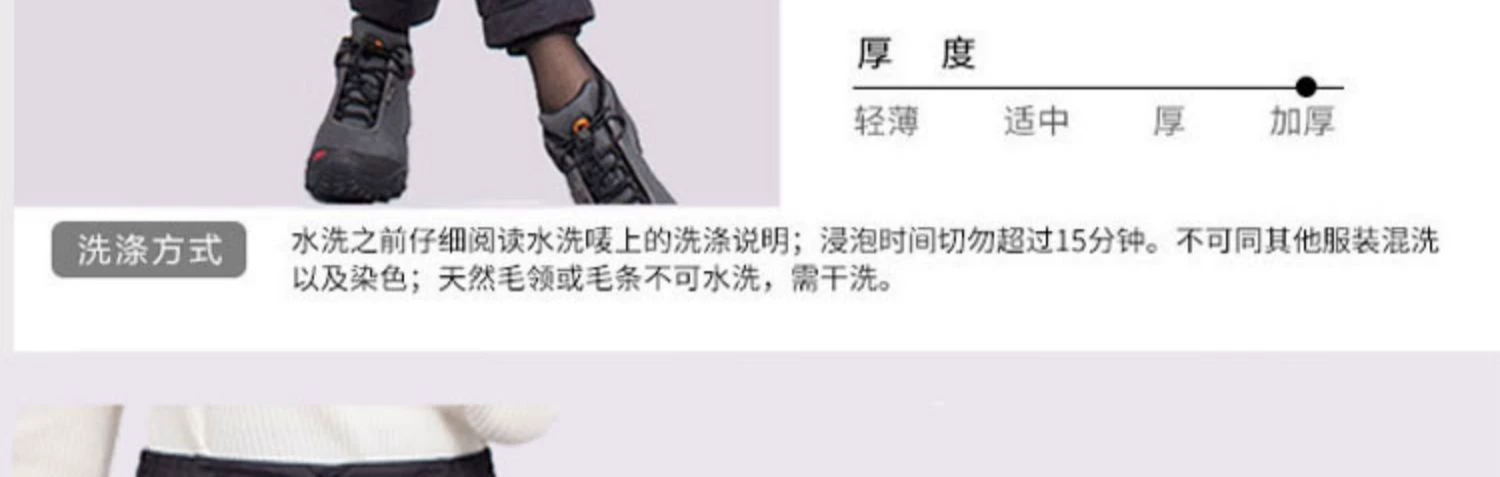 厚 度
轻薄 适中 厚 加厚
洗涤方式
水洗之前仔细阅读水洗唛上的洗涤说明；浸泡时间切勿超过15分钟。不可同其他服装混洗
以及染色；天然毛领或毛条不可水洗，需干洗。